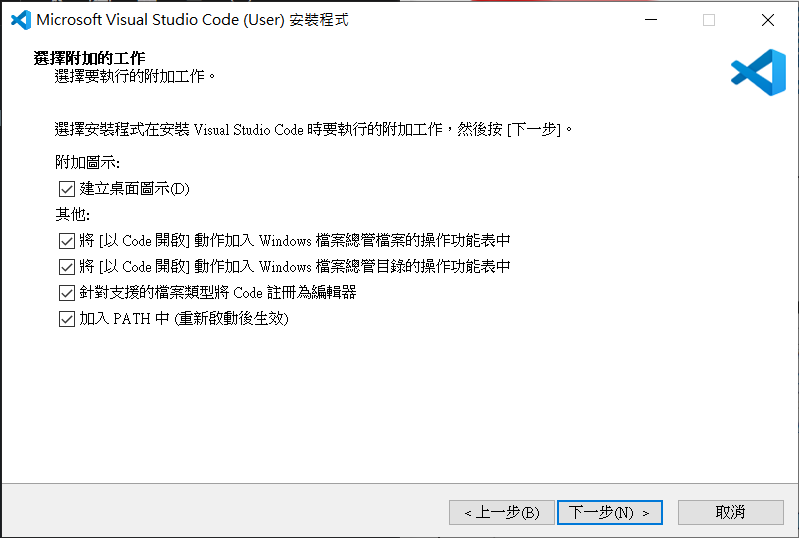 Microsoft Visual Studio Code (User) 安裝程式
選擇附加的工作
選擇要執行的附加工作。
選擇安裝程式在安裝 Visual Studio Code 時要執行的附加工作，然後按 [下一步]。
附加圖示:
建立桌面圖示(D)
其他:
將 [以 Code 開啟] 動作加入 Windows 檔案總管檔案的操作功能表中
將 [以 Code 開啟] 動作加入 Windows 檔案總管目錄的操作功能表中
針對支援的檔案類型將 Code 註冊為編輯器
加入 PATH 中 (重新啟動後生效)
< 上一步(B) 下一步(N) > 取消